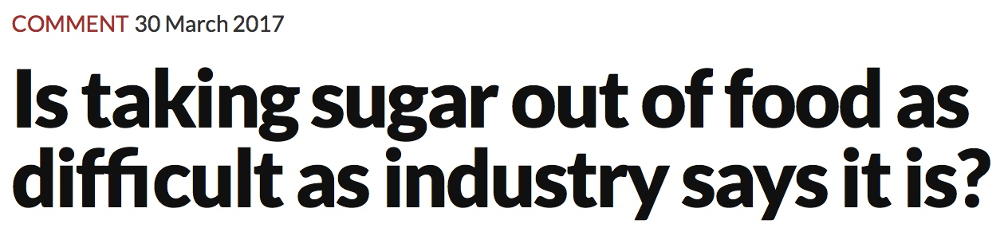 COMMENT 30 March 2017
Is taking sugar out of food as
difficult as industry says it is?